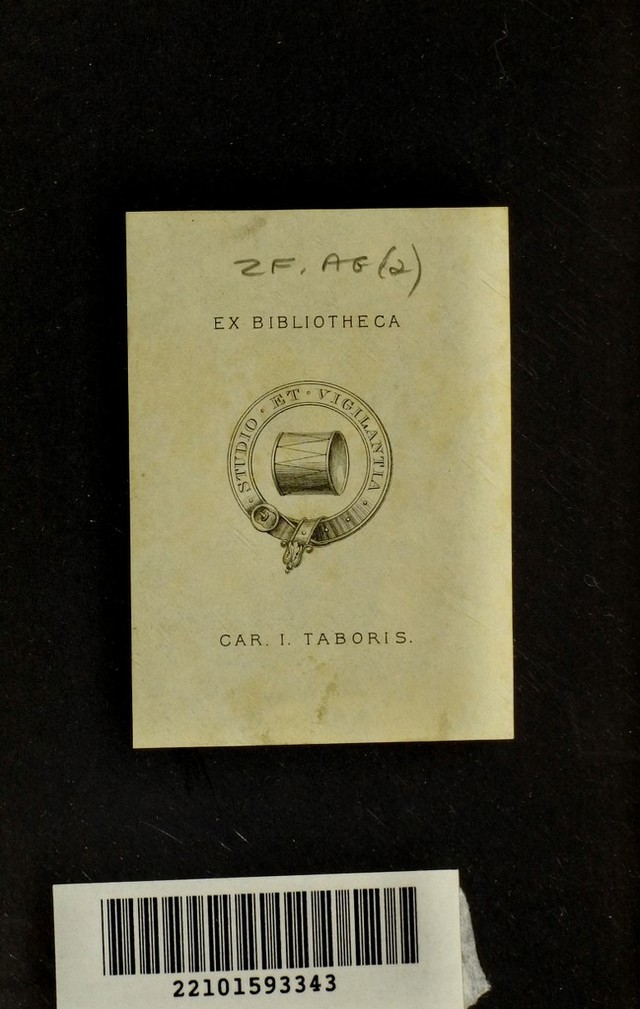 ZF. AG (2)
EX BIBLIOTHECA
· STUDIO · ET · VIGILANTIA ·
CAR. I. TABORIS.
22101593343